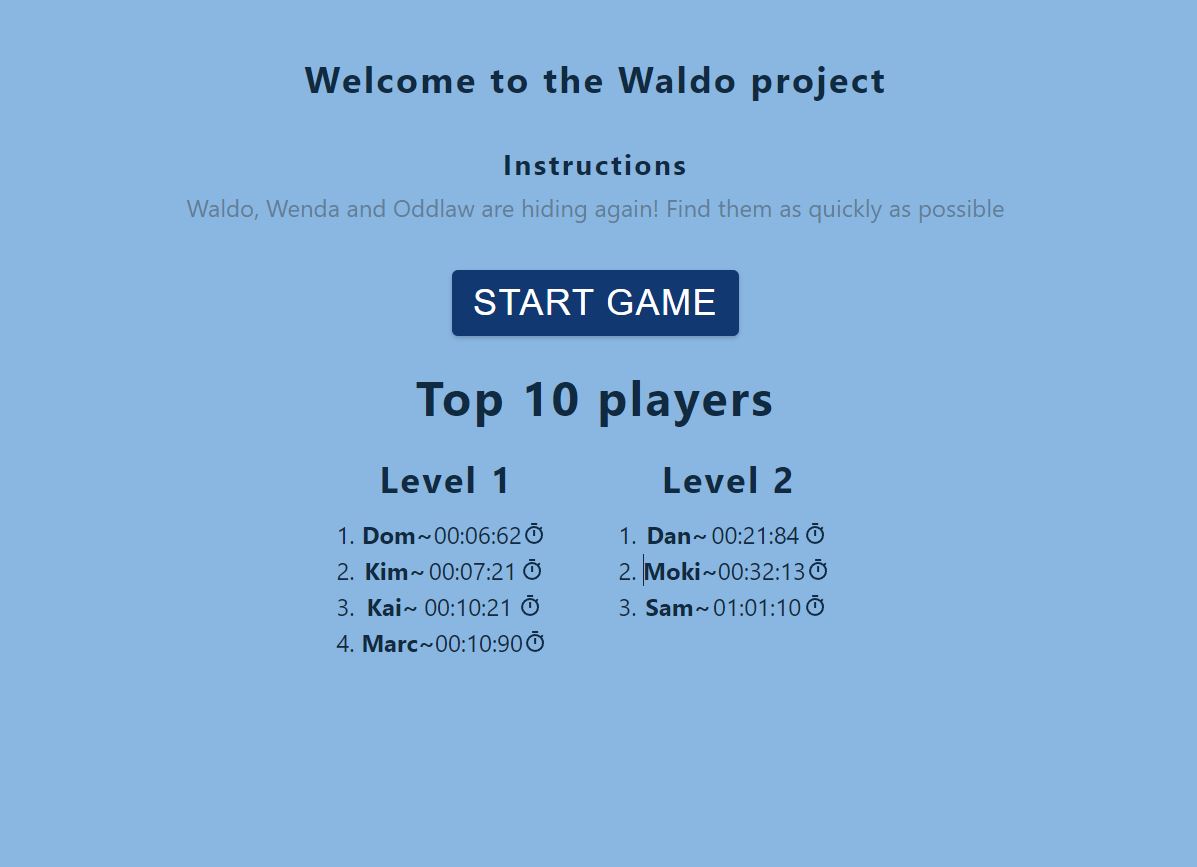 Welcome to the Waldo project
Instructions
Waldo, Wenda and Oddlaw are hiding again! Find them as quickly as possible
START GAME
Top 10 players
Level 1
1. Dom~00:06:62
2. Kim~ 00:07:21
3. Kai~ 00:10:21
4. Marc~00:10:90
Level 2
1. Dan~ 00:21:84
2. Moki~00:32:13
3. Sam~ 01:01:10